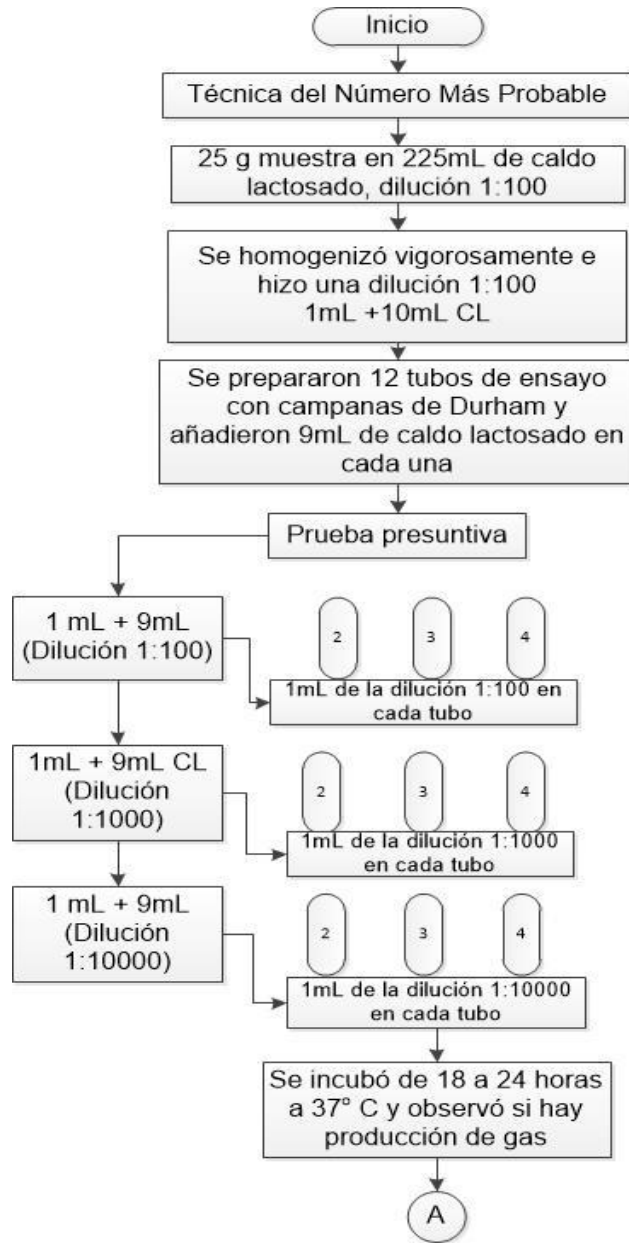 Inicio
Técnica del Número Más Probable
25 g muestra en 225mL de caldo
lactosado, dilución 1:100
Se homogenizó vigorosamente e
hizo una dilución 1:100
1mL +10mL CL
Se prepararon 12 tubos de ensayo
con campanas de Durham y
añadieron 9mL de caldo lactosado en
cada una
Prueba presuntiva
1 mL + 9mL
(Dilución 1:100)
2
3
4
1mL de la dilución 1:100 en
cada tubo
1mL + 9mL CL
(Dilución
1:1000)
2
3
4
1mL de la dilución 1:1000
en cada tubo
1 mL + 9mL
(Dilución
1:10000)
2
3
4
1mL de la dilución 1:10000
en cada tubo
Se incubó de 18 a 24 horas
a 37° C y observó si hay
producción de gas
A